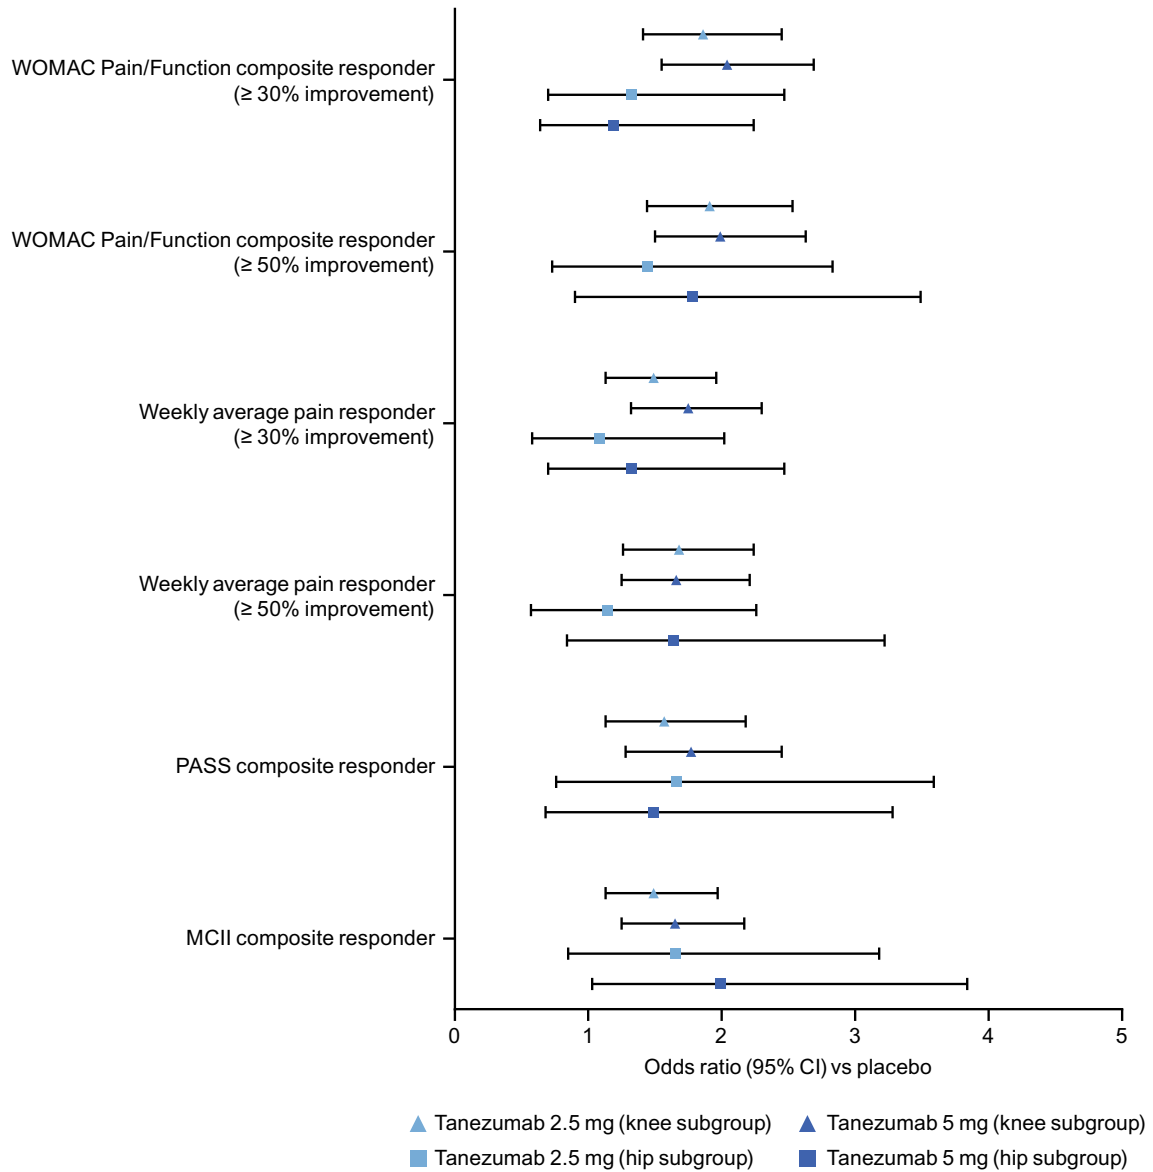 WOMAC Pain/Function composite responder
(≥ 30% improvement)
WOMAC Pain/Function composite responder
(≥ 50% improvement)
Weekly average pain responder
(≥ 30% improvement)
Weekly average pain responder
(≥ 50% improvement)
PASS composite responder
MCII composite responder
0 1 2 3 4 5
Odds ratio (95% CI) vs placebo
Tanezumab 2.5 mg (knee subgroup) Tanezumab 5 mg (knee subgroup)
Tanezumab 2.5 mg (hip subgroup) Tanezumab 5 mg (hip subgroup)